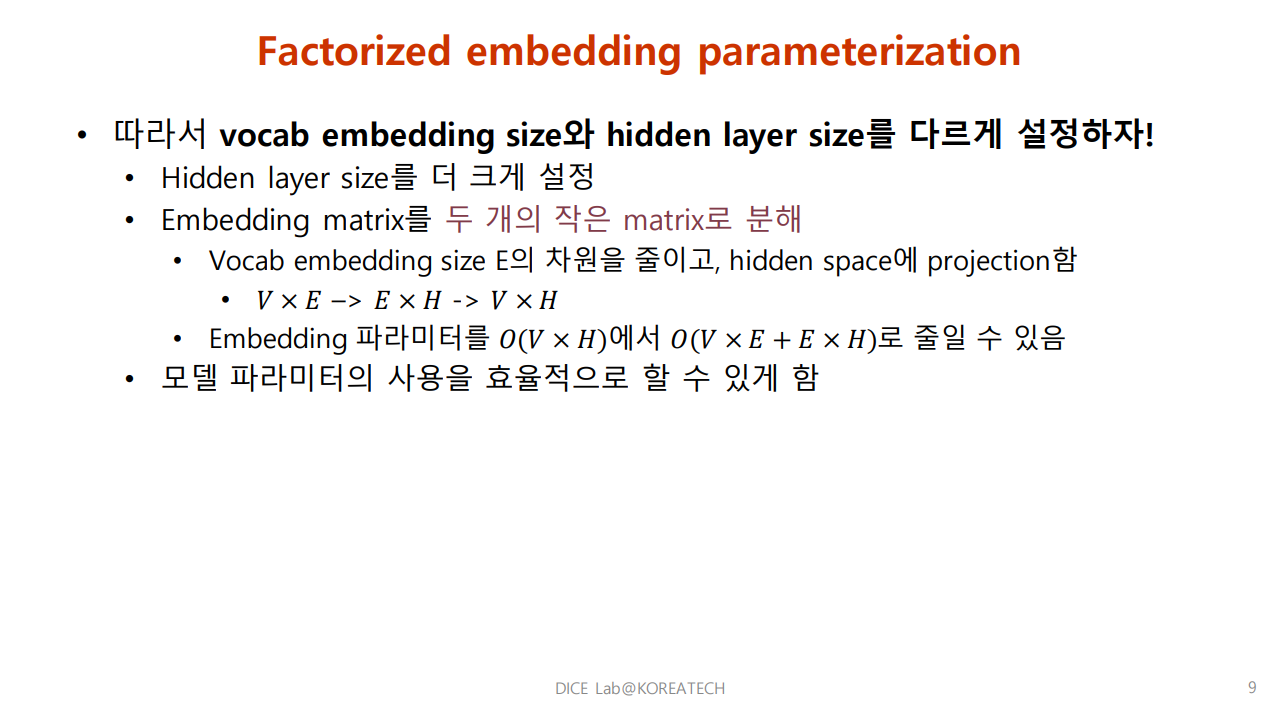 Factorized embedding parameterization
• 따라서 vocab embedding size와 hidden layer size를 다르게 설정하자!
• Hidden layer size를 더 크게 설정
• Embedding matrix를 두 개의 작은 matrix로 분해
• Vocab embedding size E의 차원을 줄이고, hidden space에 projection함
• V × E –> E × H -> V × H
• Embedding 파라미터를 O(V × H)에서 O(V × E + E × H)로 줄일 수 있음
• 모델 파라미터의 사용을 효율적으로 할 수 있게 함
DICE Lab@KOREATECH
9